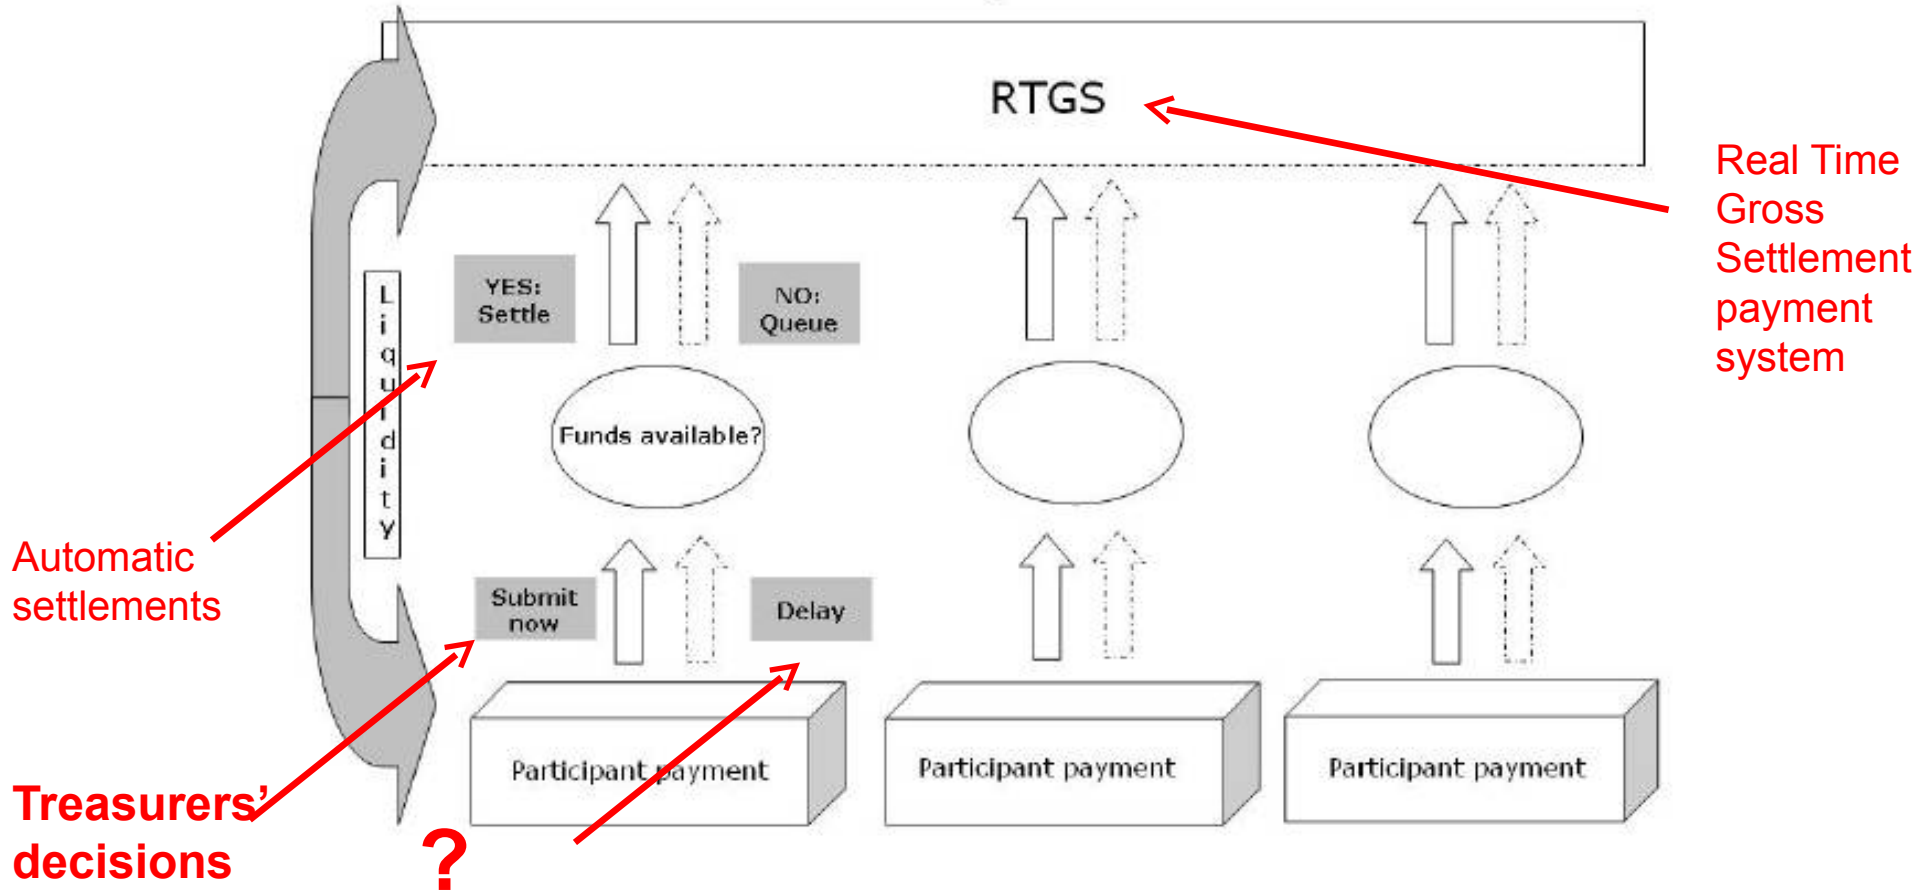 RTGS
Real Time
Gross
Settlement
payment
system
YES:
Settle
NO:
Queue
Liquidity
Funds available?
Automatic
settlements
Submit
now
Delay
Participant payment
Participant payment
Participant payment
Treasurers’
decisions
?